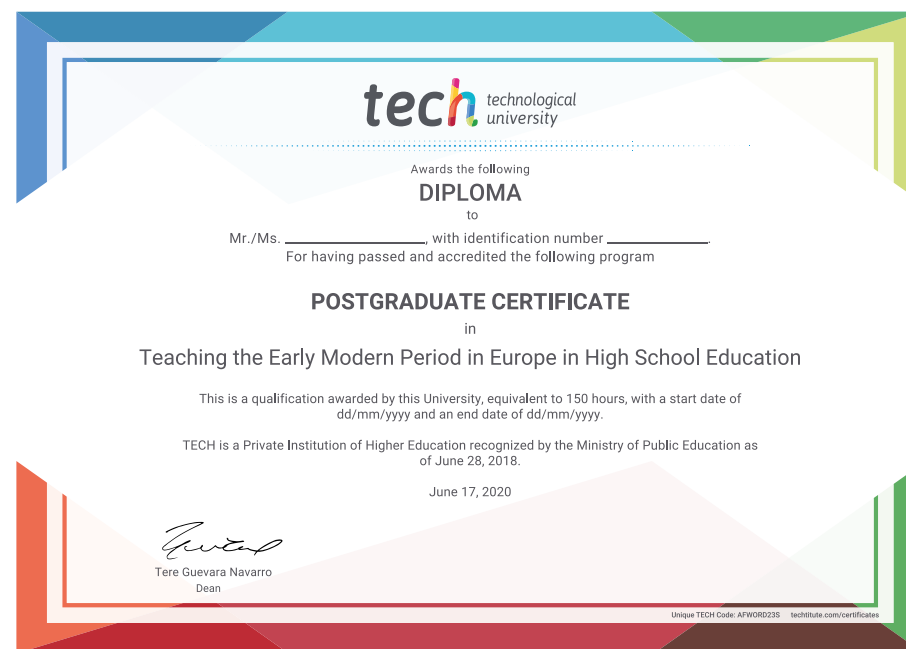 tech technological
university
Awards the following
DIPLOMA
to
Mr./Ms. ____________________, with identification number ______________.
For having passed and accredited the following program
POSTGRADUATE CERTIFICATE
in
Teaching the Early Modern Period in Europe in High School Education
This is a qualification awarded by this University, equivalent to 150 hours, with a start date of
dd/mm/yyyy and an end date of dd/mm/yyyy.
TECH is a Private Institution of Higher Education recognized by the Ministry of Public Education as
of June 28, 2018.
June 17, 2020
Tere Guevara Navarro
Dean
Unique TECH Code: AFWORD23S techtitute.com/certificates